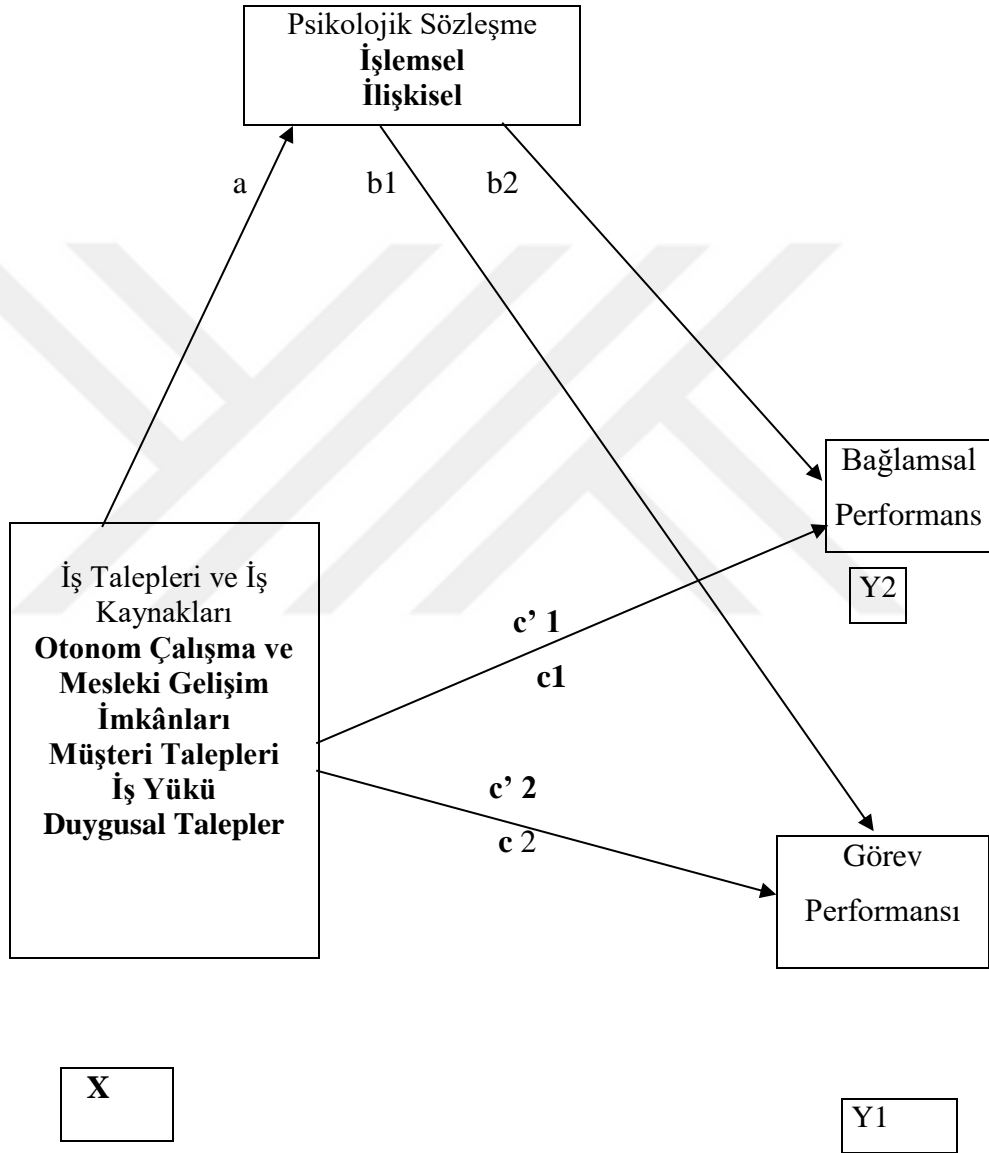 Psikolojik Sözleşme
İşlemsel
İlişkisel
a
b1
b2
Bağlamsal
Performans
Y2
İş Talepleri ve İş
Kaynakları
Otonom Çalışma ve
Mesleki Gelişim
İmkânları
Müşteri Talepleri
İş Yükü
Duygusal Talepler
c’ 1
c1
c’ 2
c 2
Görev
Performansı
X
Y1